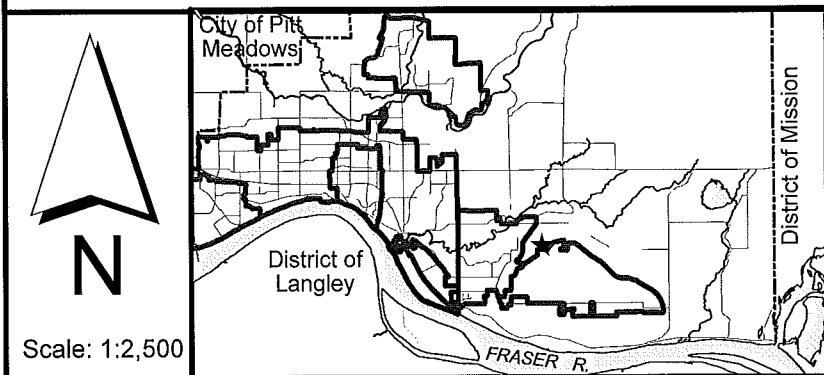 City of Pitt
Meadows
District of Mission
District of
Langley
N
Scale: 1:2,500
FRASER R.